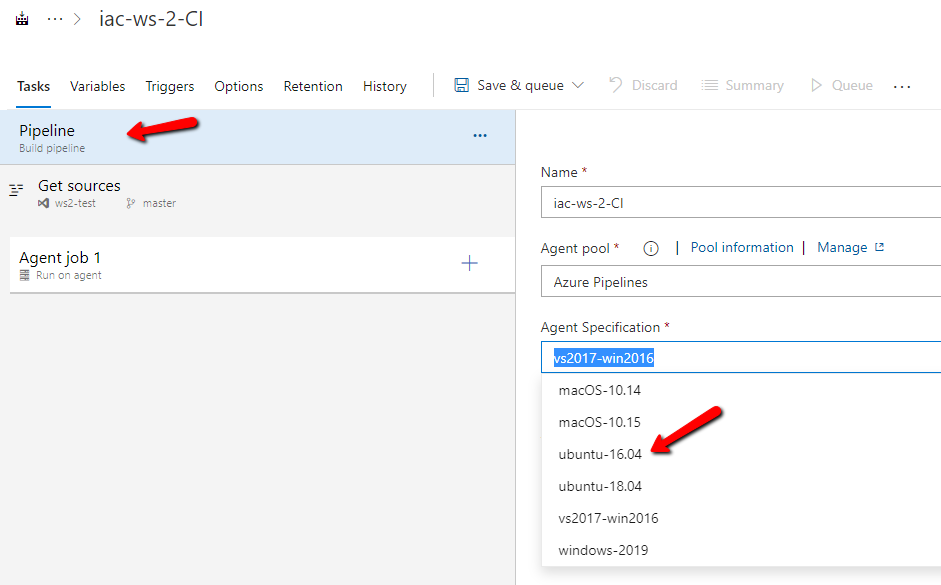 ... > iac-ws-2-CI
Tasks Variables Triggers Options Retention History Save & queue Discard Summary Queue ...
Pipeline ...
Build pipeline
Get sources
ws2-test master
Agent job 1 +
Run on agent
Name *
iac-ws-2-CI
Agent pool * | Pool information | Manage
Azure Pipelines
Agent Specification *
vs2017-win2016
macOS-10.14
macOS-10.15
ubuntu-16.04
ubuntu-18.04
vs2017-win2016
windows-2019